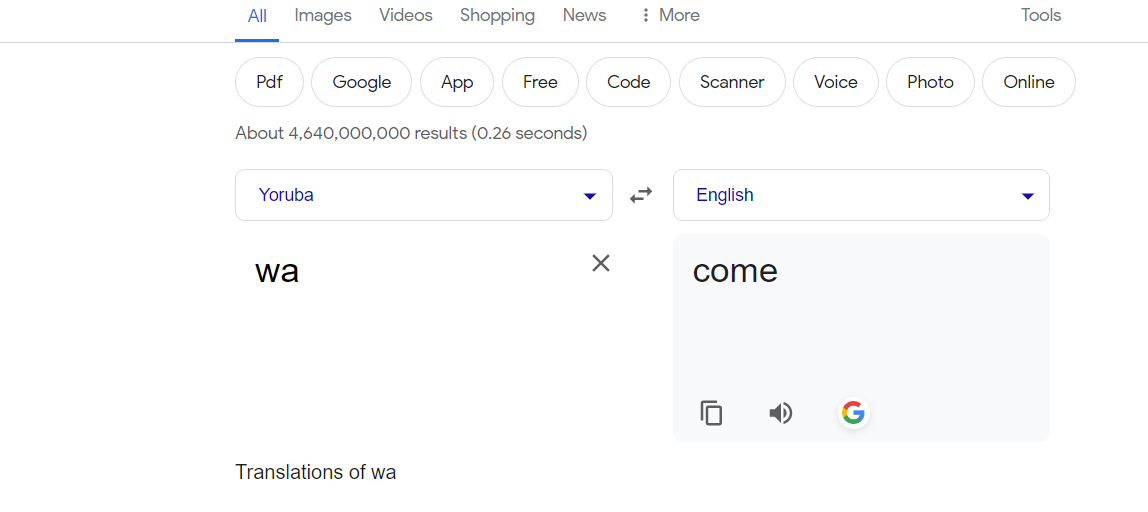 All Images Videos Shopping News More Tools
Pdf Google App Free Code Scanner Voice Photo Online
About 4,640,000,000 results (0.26 seconds)
Yoruba English
wa come
Translations of wa